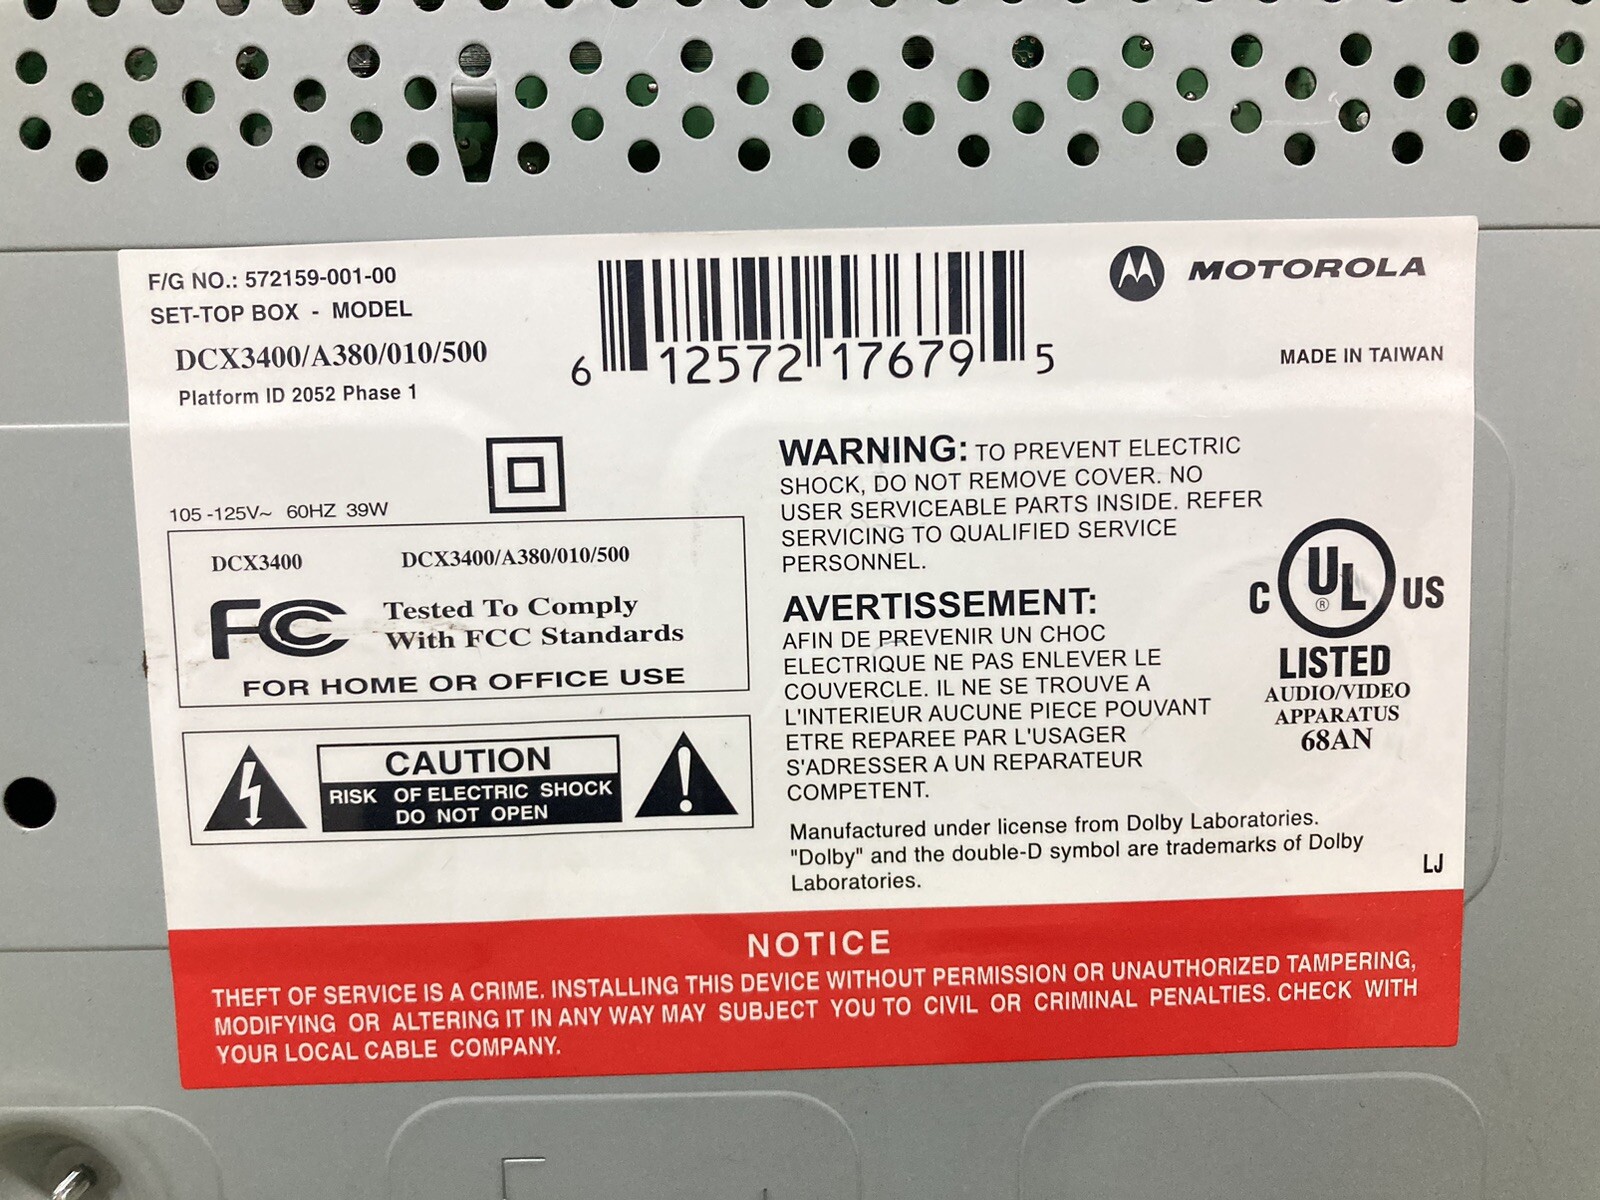 F/G NO.: 572159-001-00
SET-TOP BOX - MODEL
DCX3400/A380/010/500
Platform ID 2052 Phase 1
6 12572 17679 5
MOTOROLA
MADE IN TAIWAN
105 -125V~ 60HZ 39W
DCX3400 DCX3400/A380/010/500
FC Tested To Comply
With FCC Standards
FOR HOME OR OFFICE USE
CAUTION
RISK OF ELECTRIC SHOCK
DO NOT OPEN
WARNING: TO PREVENT ELECTRIC
SHOCK, DO NOT REMOVE COVER. NO
USER SERVICEABLE PARTS INSIDE. REFER
SERVICING TO QUALIFIED SERVICE
PERSONNEL.
AVERTISSEMENT:
AFIN DE PREVENIR UN CHOC
ELECTRIQUE NE PAS ENLEVER LE
COUVERCLE. IL NE SE TROUVE A
L'INTERIEUR AUCUNE PIECE POUVANT
ETRE REPAREE PAR L'USAGER
S'ADRESSER A UN REPARATEUR
COMPETENT.
C UL ® US
LISTED
AUDIO/VIDEO
APPARATUS
68AN
Manufactured under license from Dolby Laboratories.
"Dolby" and the double-D symbol are trademarks of Dolby
Laboratories.
LJ
NOTICE
THEFT OF SERVICE IS A CRIME. INSTALLING THIS DEVICE WITHOUT PERMISSION OR UNAUTHORIZED TAMPERING,
MODIFYING OR ALTERING IT IN ANY WAY MAY SUBJECT YOU TO CIVIL OR CRIMINAL PENALTIES. CHECK WITH
YOUR LOCAL CABLE COMPANY.